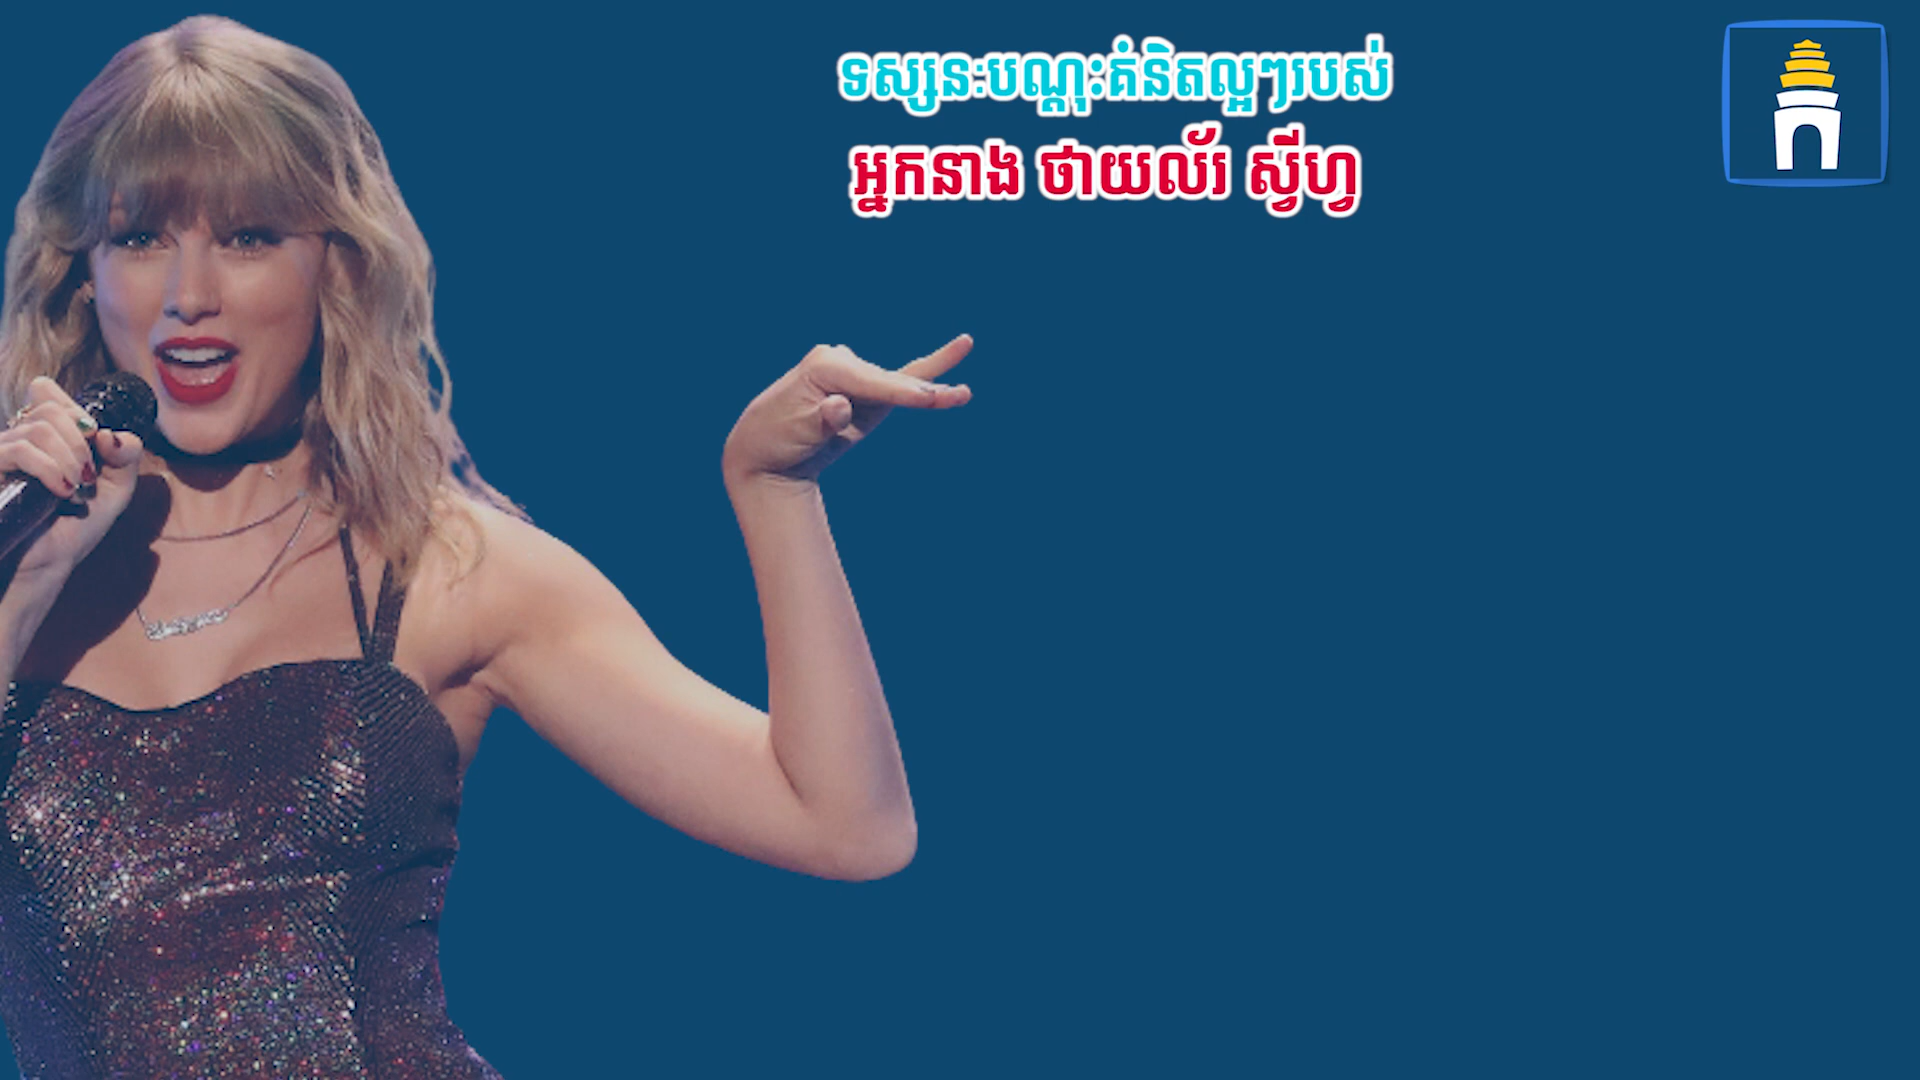 ទស្សនៈបណ្ដុះគំនិតល្អៗរបស់
អ្នកនាង ថាយល័រ ស្វីហ្វ